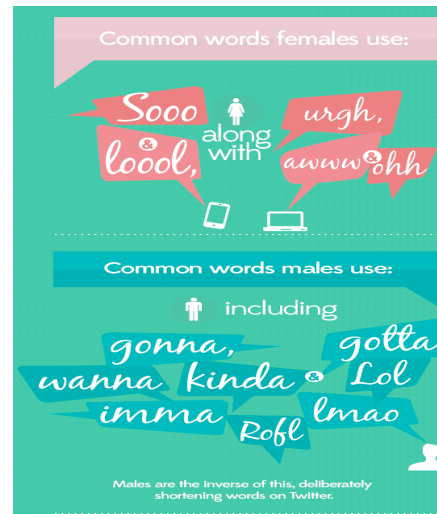 Common words females use:
Sooo
&
loool,
along
with
urgh,
awww & ohh
Common words males use:
including
gonna,
gotta
wanna kinda & Lol
imma Rofl lmao
Males are the inverse of this, deliberately
shortening words on Twitter.